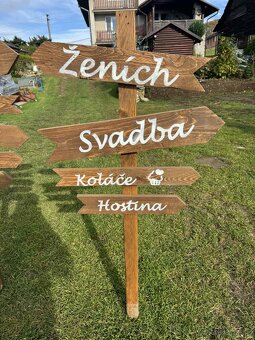 Ženích
Svadba
Koláče
Hostina